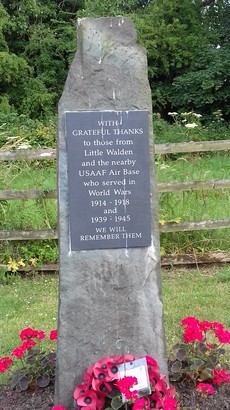 WITH
GRATEFUL THANKS
to those from
Little Walden
and the nearby
USAAF Air Base
who served in
World Wars
1914 - 1918
and
1939 - 1945
WE WILL
REMEMBER THEM